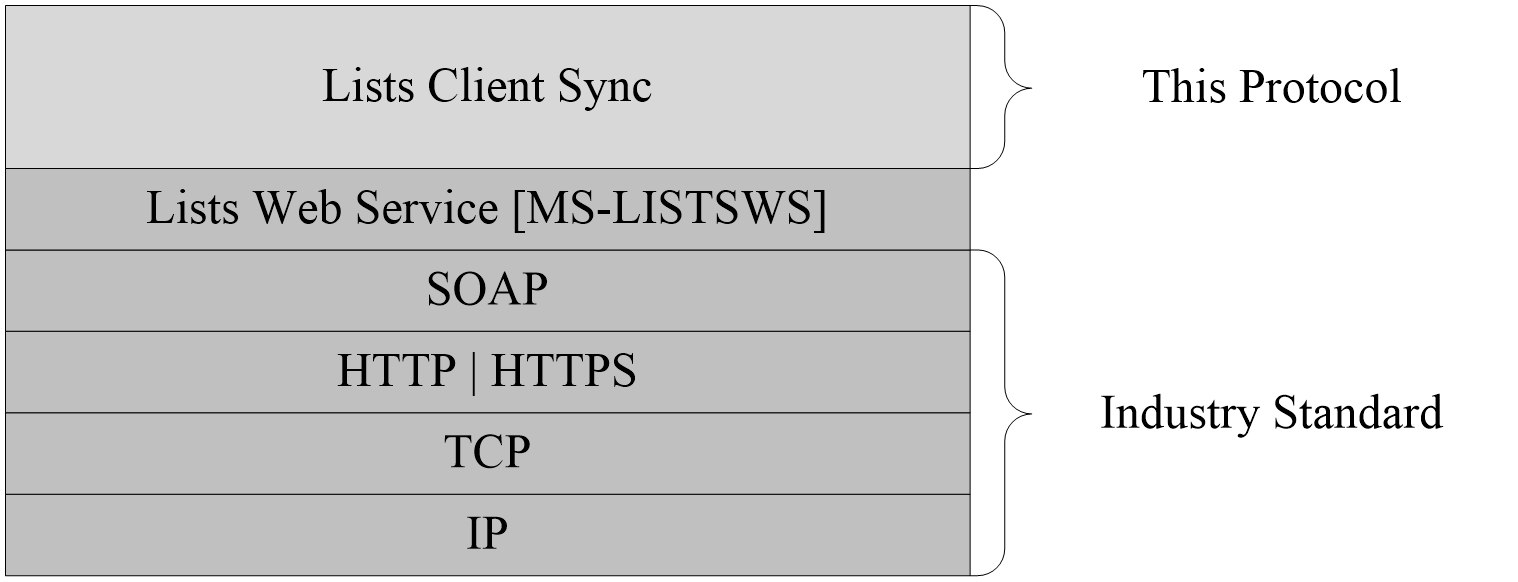 Lists Client Sync
This Protocol
Lists Web Service [MS-LISTSWS]
SOAP
HTTP | HTTPS
Industry Standard
TCP
IP